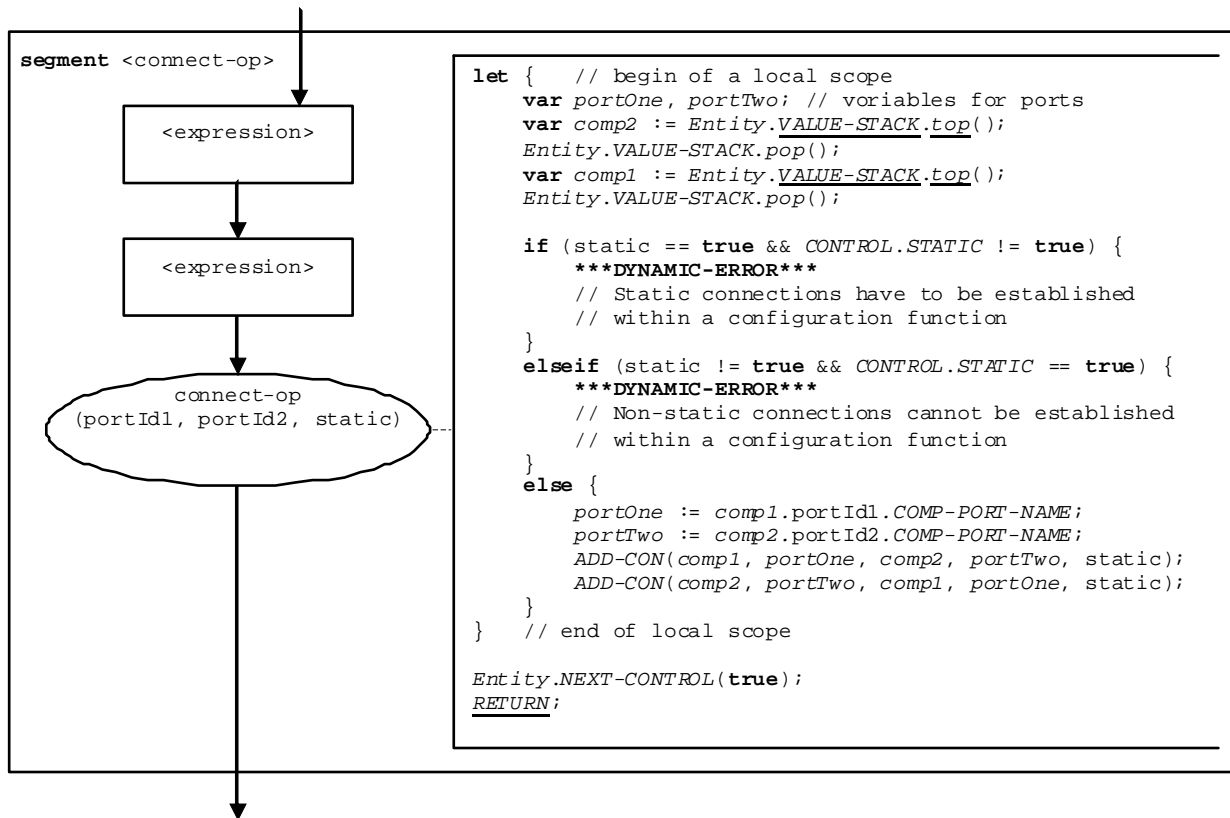 segment <connect-op>
<expression>
<expression>
connect-op
(portId1, portId2, static)
let {   // begin of a local scope
    var portOne, portTwo; // voriables for ports
    var comp2 := Entity.VALUE-STACK.top();
    Entity.VALUE-STACK.pop();
    var comp1 := Entity.VALUE-STACK.top();
    Entity.VALUE-STACK.pop();
    if (static == true && CONTROL.STATIC != true) {
        ***DYNAMIC-ERROR***
        // Static connections have to be established
        // within a configuration function
    }
    elseif (static != true && CONTROL.STATIC == true) {
        ***DYNAMIC-ERROR***
        // Non-static connections cannot be established
        // within a configuration function
    }
    else {
        portOne := comp1.portId1.COMP-PORT-NAME;
        portTwo := comp2.portId2.COMP-PORT-NAME;
        ADD-CON(comp1, portOne, comp2, portTwo, static);
        ADD-CON(comp2, portTwo, comp1, portOne, static);
    }
}   // end of local scope
Entity.NEXT-CONTROL(true);
RETURN;